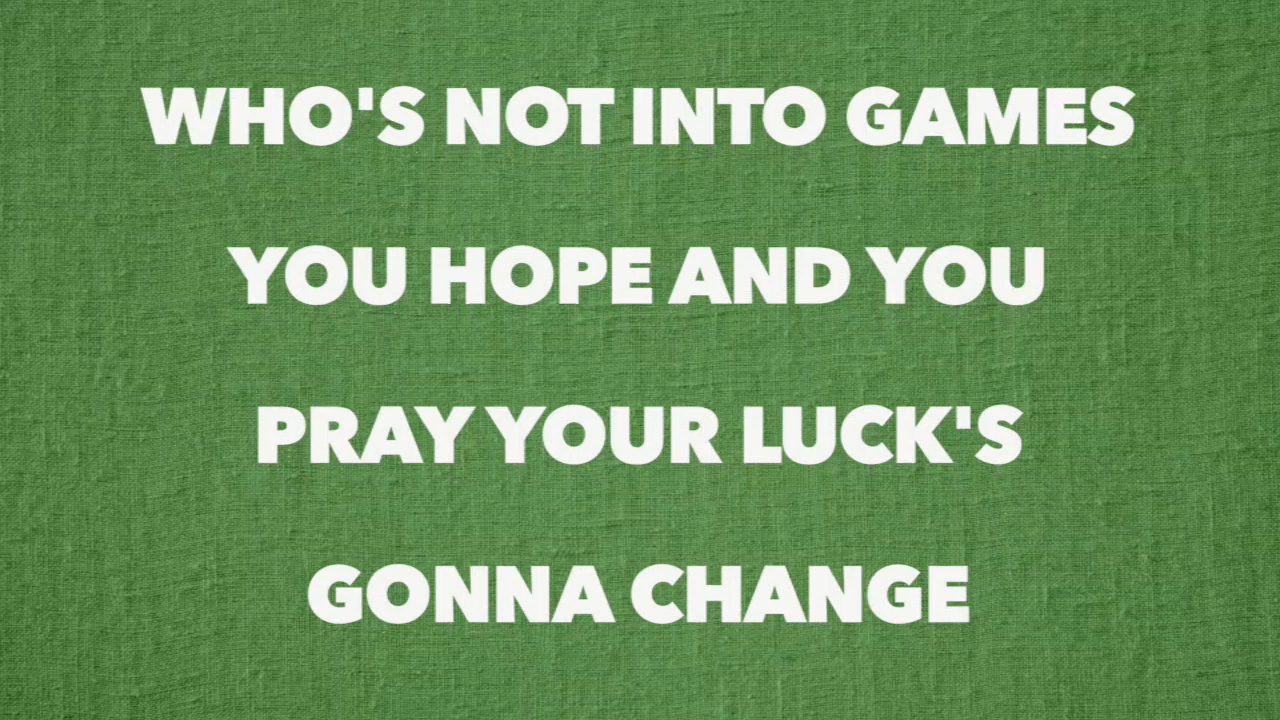 WHO'S NOT INTO GAMES
YOU HOPE AND YOU
PRAY YOUR LUCK'S
GONNA CHANGE